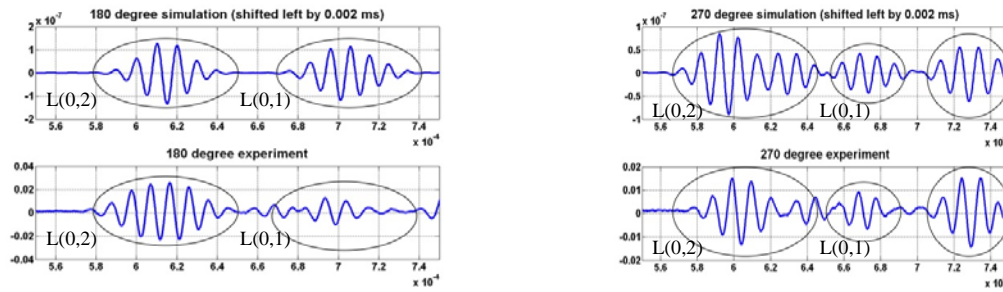 180 degree simulation (shifted left by 0.002 ms)
x 10^-7
2
1
0
-1
-2
L(0,2)
L(0,1)
5.6 5.8 6 6.2 6.4 6.6 6.8 7 7.2 7.4
x 10^-4
180 degree experiment
0.04
0.02
0
-0.02
-0.04
L(0,2)
L(0,1)
5.6 5.8 6 6.2 6.4 6.6 6.8 7 7.2 7.4
x 10^-4
270 degree simulation (shifted left by 0.002 ms)
x 10^-7
1
0.5
0
-0.5
-1
L(0,2)
L(0,1)
5.6 5.8 6 6.2 6.4 6.6 6.8 7 7.2 7.4
x 10
270 degree experiment
0.02
0.01
0
-0.01
-0.02
L(0,2)
L(0,1)
5.6 5.8 6 6.2 6.4 6.6 6.8 7 7.2 7.4
x 10